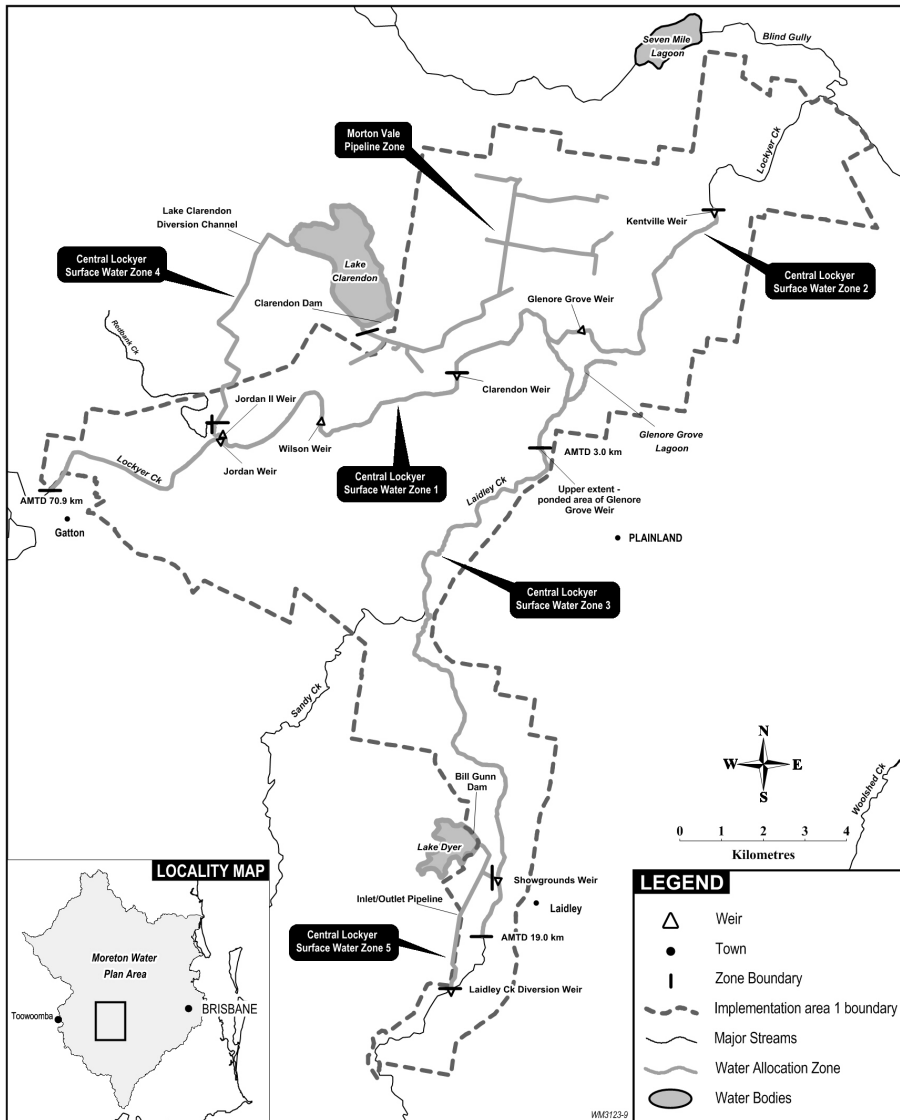 Seven Mile
Lagoon
Blind Gully
Morton Vale
Pipeline Zone
Lockyer Ck
Lake Clarendon
Diversion Channel
Kentville Weir
Central Lockyer
Surface Water Zone 4
Lake
Clarendon
Central Lockyer
Surface Water Zone 2
Clarendon Dam
Glenore Grove Weir
Redbank Ck
Jordan II Weir
Clarendon Weir
Wilson Weir
Glenore Grove
Lagoon
Jordan Weir
Lockyer Ck
AMTD 3.0 km
Central Lockyer
Surface Water Zone 1
AMTD 70.9 km
Gatton
Laidley Ck
Upper extent -
ponded area of Glenore
Grove Weir
PLAINLAND
Central Lockyer
Surface Water Zone 3
Sandy Ck
N
W E
S
Woolshed Ck
Bill Gunn
Dam
0 1 2 3 4
Kilometres
Lake Dyer
Showgrounds Weir
Inlet/Outlet Pipeline
Laidley
Central Lockyer
Surface Water Zone 5
AMTD 19.0 km
Laidley Ck Diversion Weir
LOCALITY MAP
Moreton Water
Plan Area
Toowoomba
BRISBANE
LEGEND
Weir
Town
Zone Boundary
Implementation area 1 boundary
Major Streams
Water Allocation Zone
Water Bodies
WM3123-9